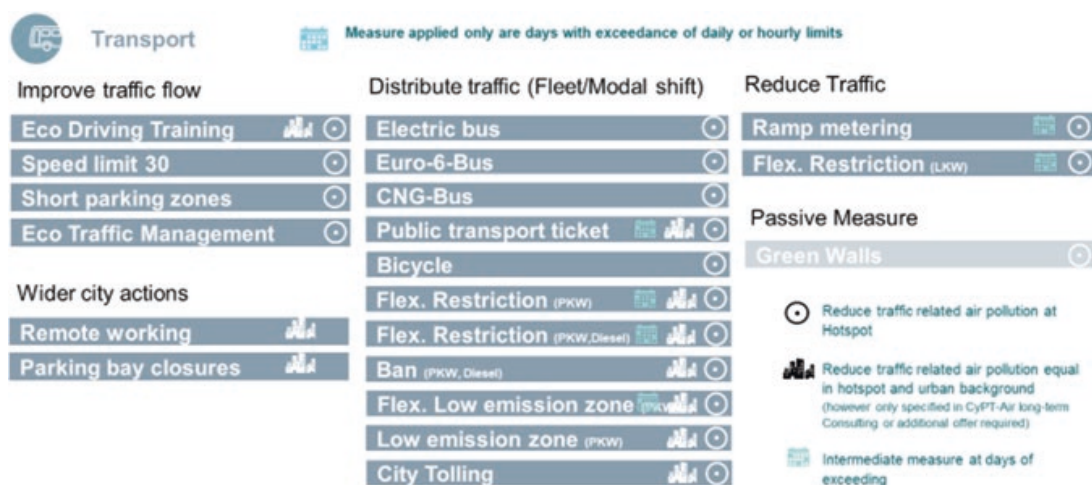 Transport
Measure applied only are days with exceedance of daily or hourly limits
Improve traffic flow
Eco Driving Training
Speed limit 30
Short parking zones
Eco Traffic Management
Wider city actions
Remote working
Parking bay closures
Distribute traffic (Fleet/Modal shift)
Electric bus
Euro-6-Bus
CNG-Bus
Public transport ticket
Bicycle
Flex. Restriction (PKW)
Flex. Restriction (PKW,Diesel)
Ban (PKW, Diesel)
Flex. Low emission zone
Low emission zone (PKW)
City Tolling
Reduce Traffic
Ramp metering
Flex. Restriction (LKW)
Passive Measure
Green Walls
Reduce traffic related air pollution at
Hotspot
Reduce traffic related air pollution equal
in hotspot and urban background
(however only specified in CyPT-Air long-term
Consulting or additional offer required)
Intermediate measure at days of
exceeding